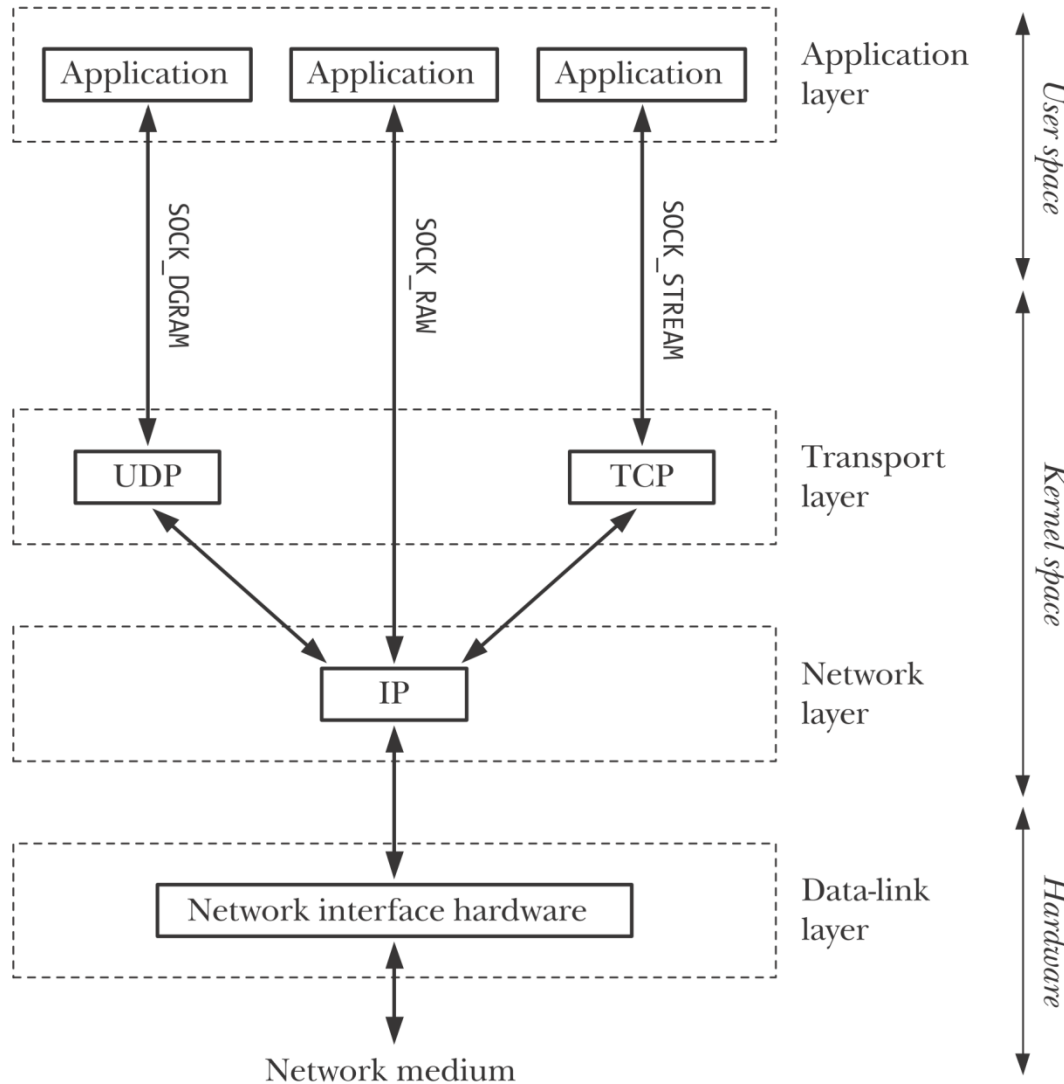 Application
Application
Application
Application
layer
User space
SOCK_DGRAM
SOCK_RAW
SOCK_STREAM
UDP
TCP
Transport
layer
Kernel space
IP
Network
layer
Network interface hardware
Data-link
layer
Hardware
Network medium